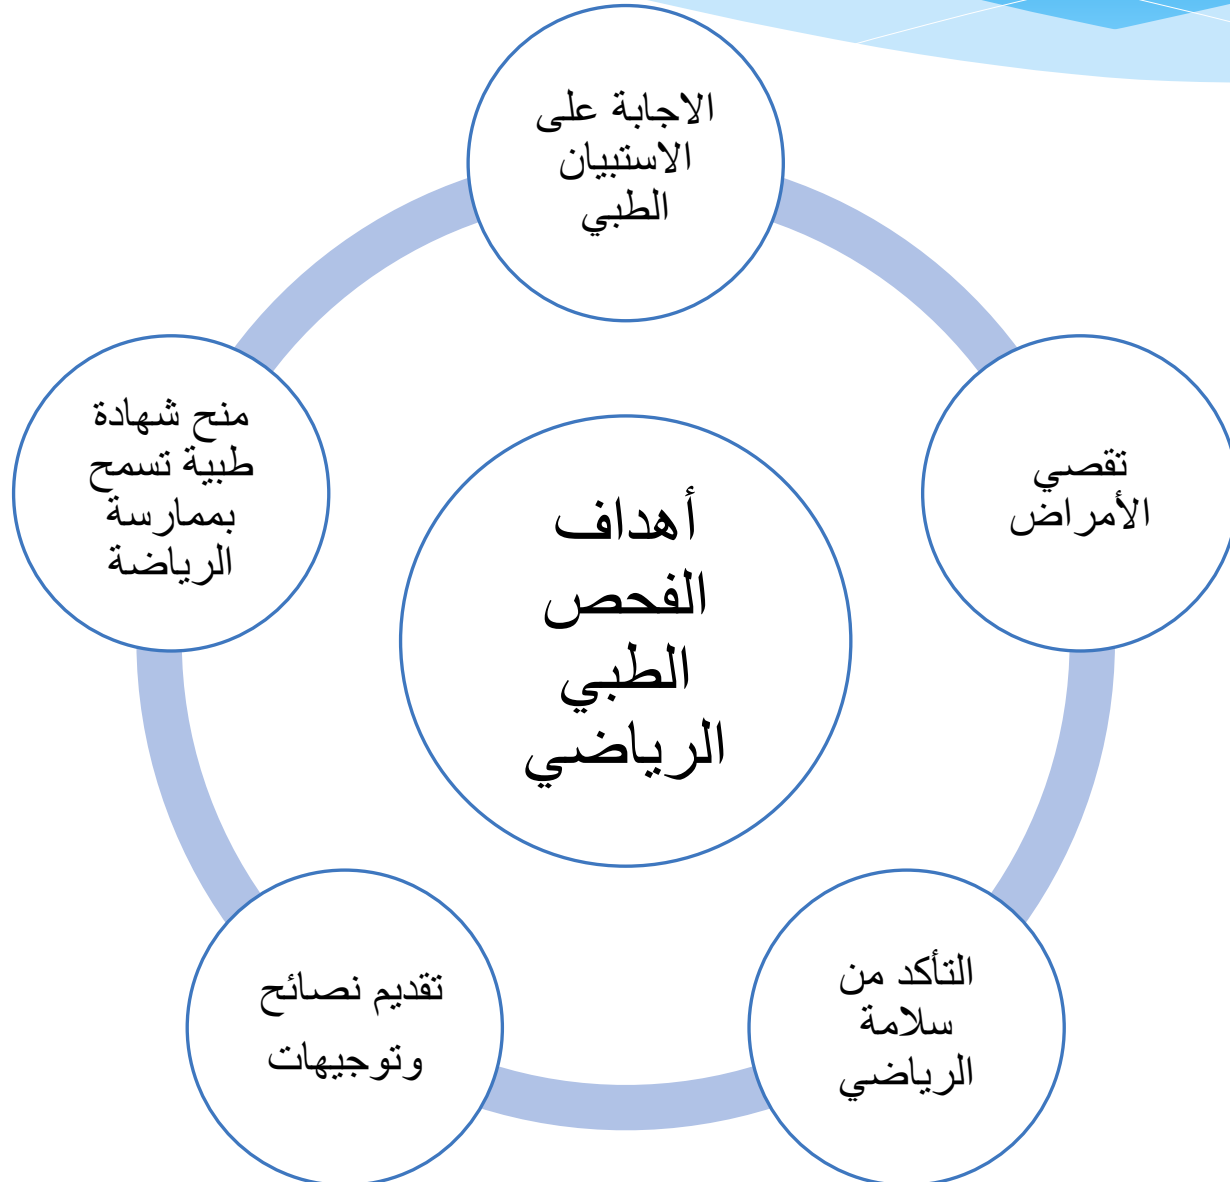 الاجابة على
الاستبيان
الطبي
تقصي
الأمراض
التأكد من
سلامة
الرياضي
تقديم نصائح
وتوجيهات
منح شهادة
طبية تسمح
بممارسة
الرياضة
أهداف
الفحص
الطبي
الرياضي